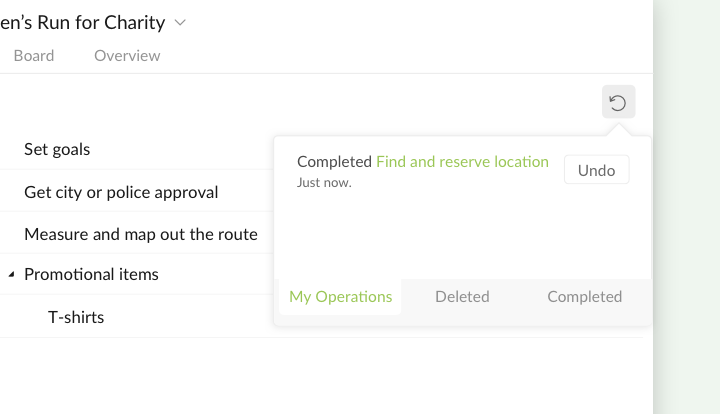 en’s Run for Charity
Board Overview
Set goals
Get city or police approval
Measure and map out the route
Promotional items
T-shirts
Completed Find and reserve location
Just now.
Undo
My Operations Deleted Completed